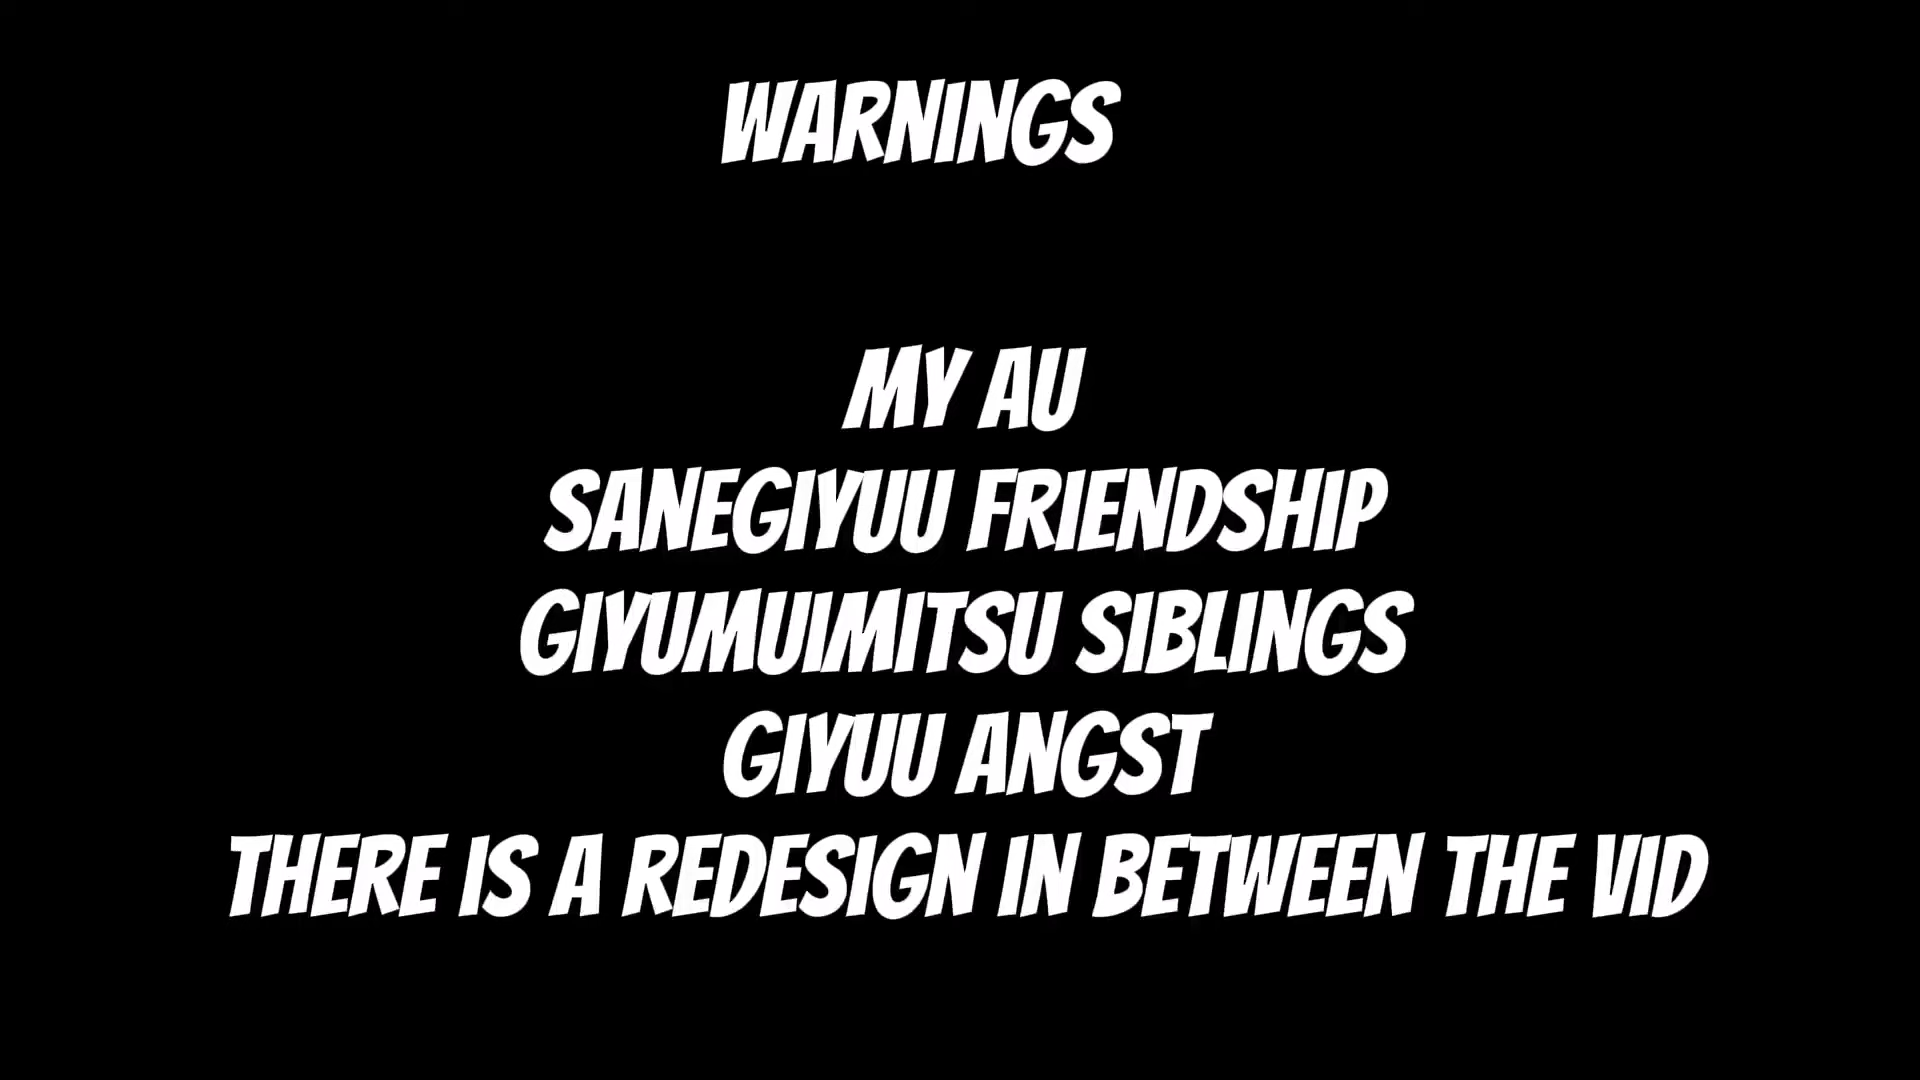 WARNINGS
MY AU
SANEGIYUU FRIENDSHIP
GIYUMUIMITSU SIBLINGS
GIYUU ANGST
THERE IS A REDESIGN IN BETWEEN THE VID